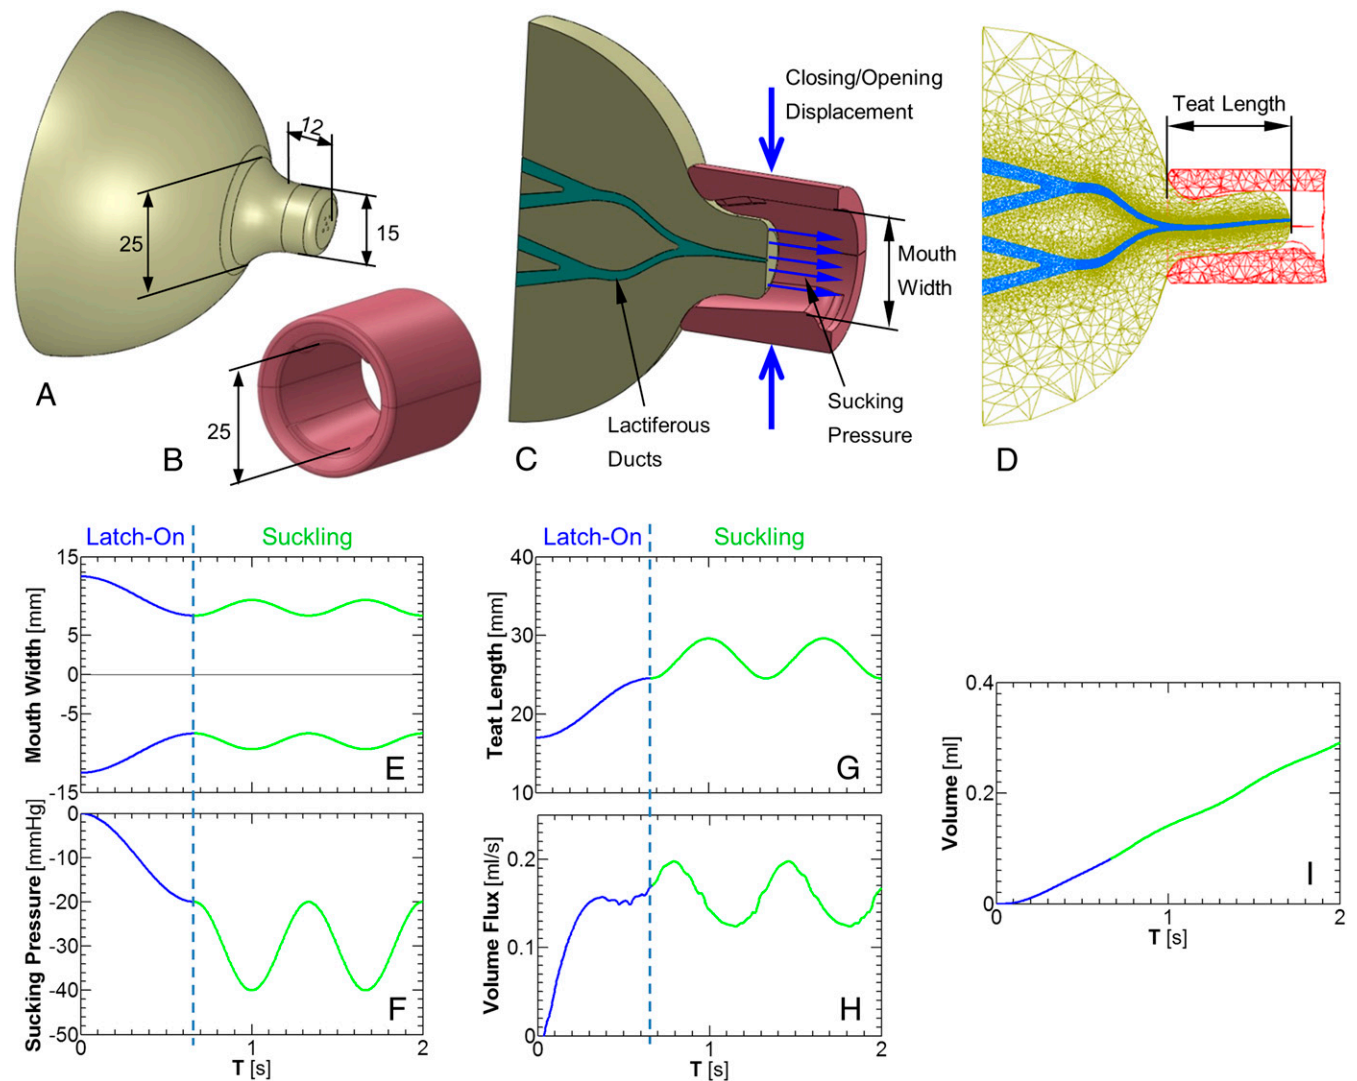 12
25
15
A
25
B
Closing/Opening
Displacement
Mouth
Width
Sucking
Pressure
Lactiferous
Ducts
C
Teat Length
D
Latch-On
Suckling
15
5
0
-5
-15
Mouth Width [mm]
E
0
-10
-20
-30
-40
-50
Sucking Pressure [mmHg]
F
0
1
2
T [s]
Latch-On
Suckling
40
30
20
10
Teat Length [mm]
G
0.2
0.1
0
Volume Flux [ml/s]
H
0
1
2
T [s]
0.4
0.2
0
Volume [ml]
I
0
1
2
T [s]